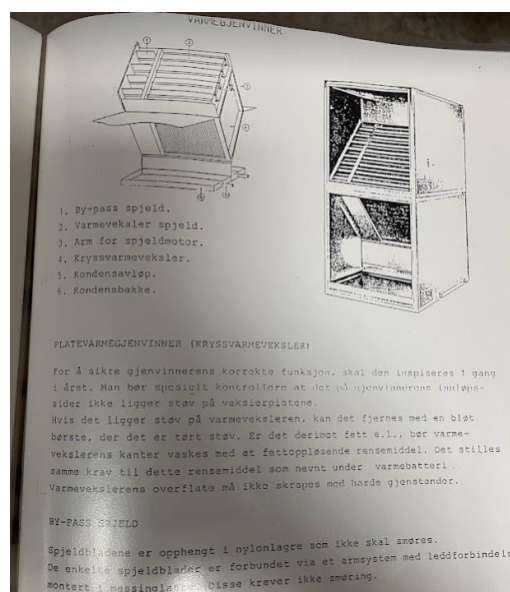 VARMEGJENVINNER
1. By-pass spjeld.
2. Varmeveksler spjeld.
3. Arm for spjeldmotor.
4. Kryssvarmeveksler.
5. Kondensavløp.
6. Kondensbakke.
PLATEVARMEGJENVINNER (KRYSSVARMEVEKSLER)
For å sikre gjenvinnerens korrekte funksjon, skal den inspiseres 1 gang
i året. Man bør spesielt kontrollere at det på gjenvinnerens innløps-
sider ikke ligger støv på vekslerplatene.
Hvis det ligger støv på varmeveksleren, kan det fjernes med en bløt
børste, der det er tørt støv. Er det derimot fett e.l., bør varme-
vekslerens kanter vaskes med et fettoppløsende rensemiddel. Det stilles
samme krav til dette rensemiddel som nevnt under varmebatteri.
Varmevekslerens overflate må ikke skrapes med harde gjenstander.
BY-PASS SPJELD
Spjeldbladene er opphengt i nylonlagre som ikke skal smøres.
De enkelte spjeldblader er forbundet via et armsystem med leddforbindels
montert i Disse krever ikke smøring.